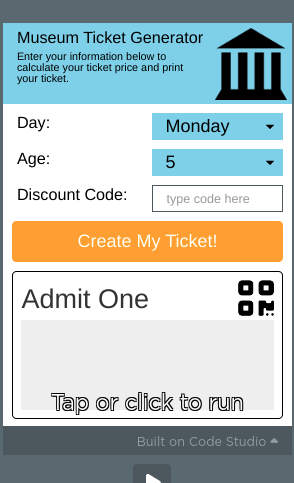 Museum Ticket Generator
Enter your information below to
calculate your ticket price and print
your ticket.
Day:
Monday
Age:
5
Discount Code:
type code here
Create My Ticket!
Admit One
Tap or click to run
Built on Code Studio